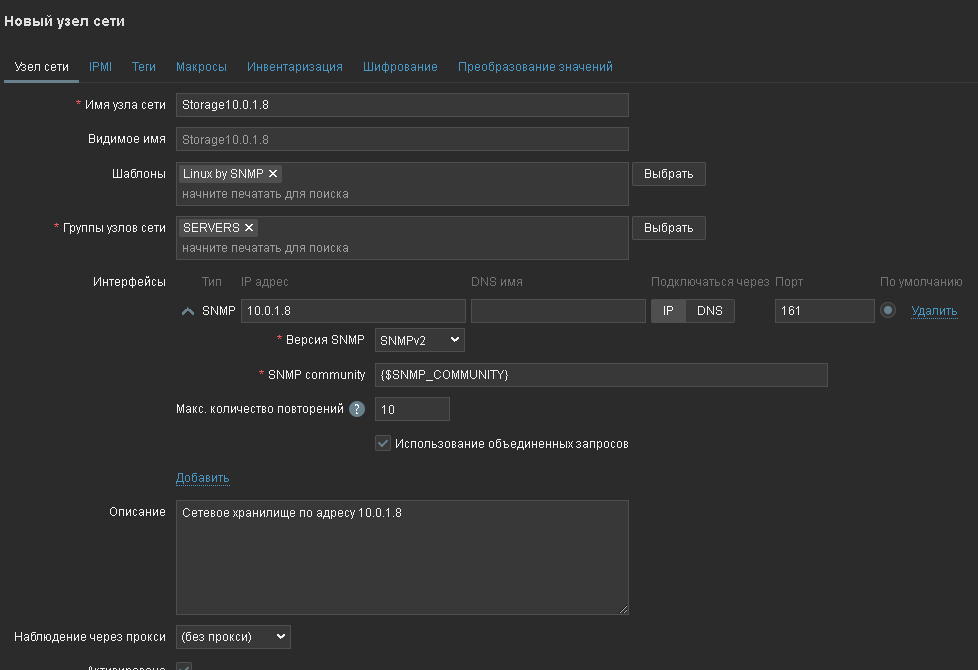 Новый узел сети
Узел сети IPMI Теги Макросы Инвентаризация Шифрование Преобразование значений
* Имя узла сети Storage10.0.1.8
Видимое имя Storage10.0.1.8
Шаблоны Linux by SNMP ✕ Выбрать
начните печатать для поиска
* Группы узлов сети SERVERS ✕ Выбрать
начните печатать для поиска
Интерфейсы Тип IP адрес DNS имя Подключаться через Порт По умолчанию
SNMP 10.0.1.8 IP DNS 161 Удалить
* Версия SNMP SNMPv2
* SNMP community {$SNMP_COMMUNITY}
Макс. количество повторений ? 10
Использование объединенных запросов
Добавить
Описание Сетевое хранилище по адресу 10.0.1.8
Наблюдение через прокси (без прокси)
Активировано